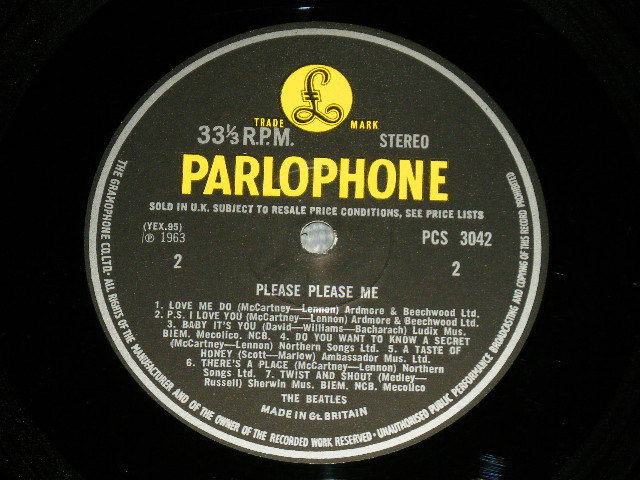 £
TRADE MARK
33⅓ R.P.M. STEREO
PARLOPHONE
SOLD IN U.K. SUBJECT TO RESALE PRICE CONDITIONS, SEE PRICE LISTS
(YEX.95)
℗ 1963
PCS 3042
2 2
PLEASE PLEASE ME
1. LOVE ME DO (McCartney—Lennon) Ardmore & Beechwood Ltd.
2. P.S. I LOVE YOU (McCartney—Lennon) Ardmore & Beechwood Ltd.
3. BABY IT'S YOU (David—Williams—Bacharach) Ludix Mus.
BIEM. Mecolico. NCB. 4. DO YOU WANT TO KNOW A SECRET
(McCartney—Lennon) Northern Songs Ltd. 5. A TASTE OF
HONEY (Scott—Marlow) Ambassador Mus. Ltd.
6. THERE'S A PLACE (McCartney—Lennon) Northern
Songs Ltd. 7. TWIST AND SHOUT (Medley—
Russell) Sherwin Mus. BIEM. NCB. Mecolico
THE BEATLES
MADE IN Gt. BRITAIN
THE GRAMOPHONE CO. LTD. · ALL RIGHTS OF THE MANUFACTURER AND OF THE OWNER OF THE RECORDED WORK RESERVED · UNAUTHORISED PUBLIC PERFORMANCE BROADCASTING AND COPYING OF THIS RECORD PROHIBITED